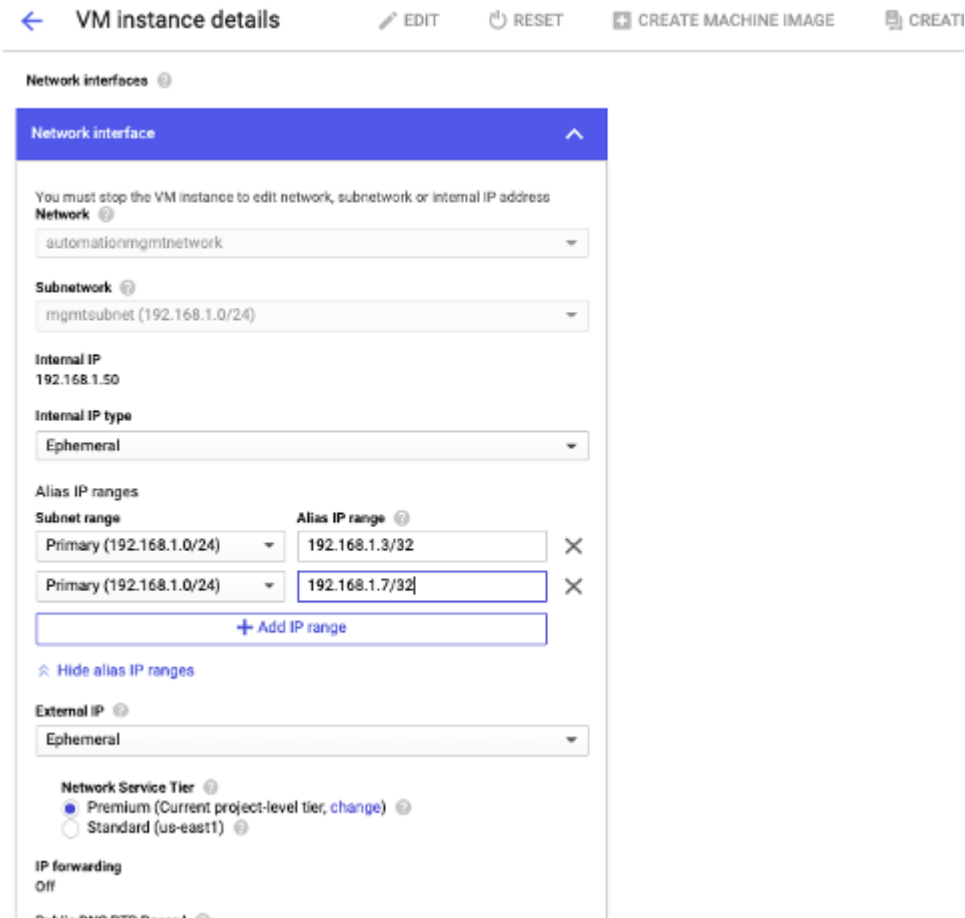 VM instance details EDIT RESET CREATE MACHINE IMAGE CREATE
Network interfaces
Network interface
You must stop the VM instance to edit network, subnetwork or internal IP address
Network
automationmgmtnetwork
Subnetwork
mgmtsubnet (192.168.1.0/24)
Internal IP
192.168.1.50
Internal IP type
Ephemeral
Alias IP ranges
Subnet range Alias IP range
Primary (192.168.1.0/24) 192.168.1.3/32
Primary (192.168.1.0/24) 192.168.1.7/32
Add IP range
Hide alias IP ranges
External IP
Ephemeral
Network Service Tier
Premium (Current project-level tier, change)
Standard (us-east1)
IP forwarding
Off